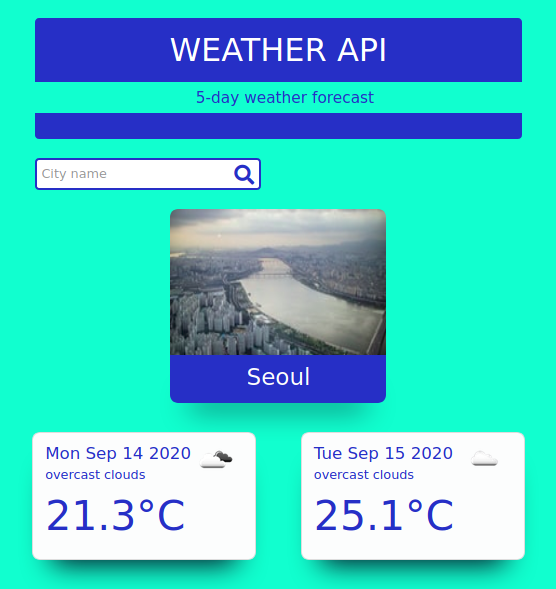 WEATHER API
5-day weather forecast
City name
Seoul
Mon Sep 14 2020
overcast clouds
21.3°C
Tue Sep 15 2020
overcast clouds
25.1°C